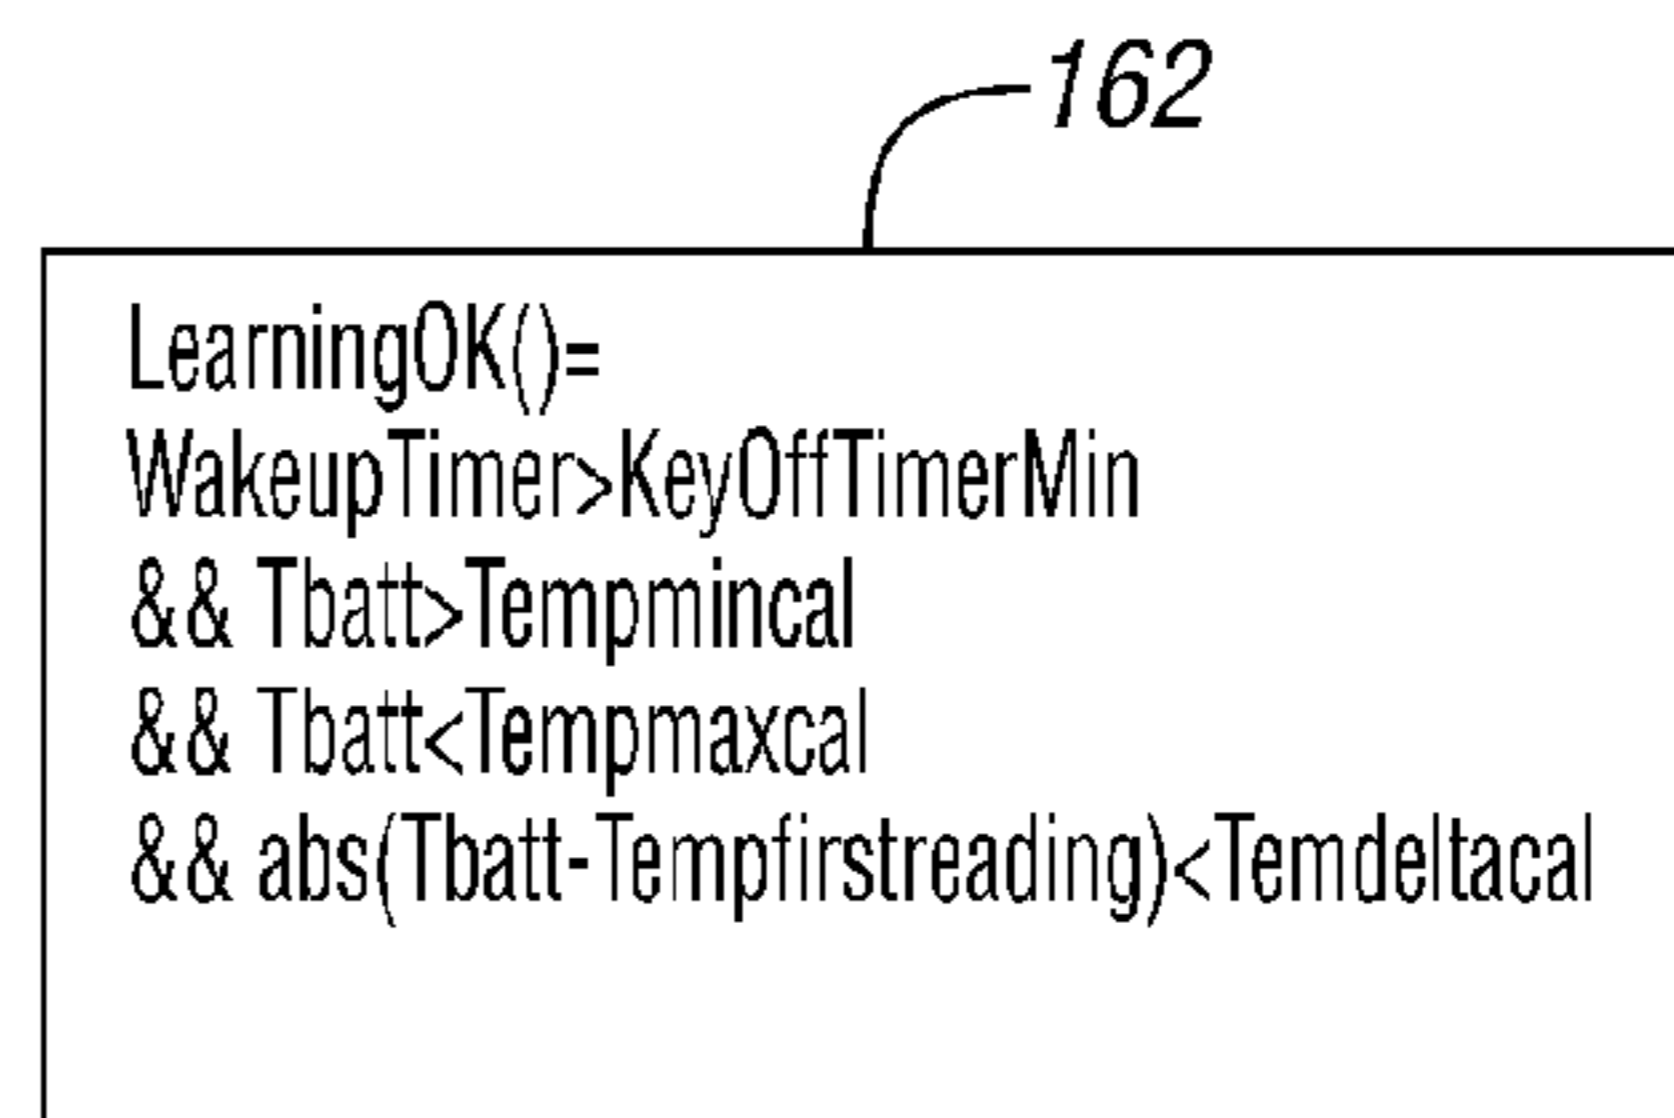 162
LearningOK()=
WakeupTimer>KeyOffTimerMin
&& Tbatt>Tempmincal
&& Tbatt<Tempmaxcal
&& abs(Tbatt-Tempfirstreading)<Temdeltacal